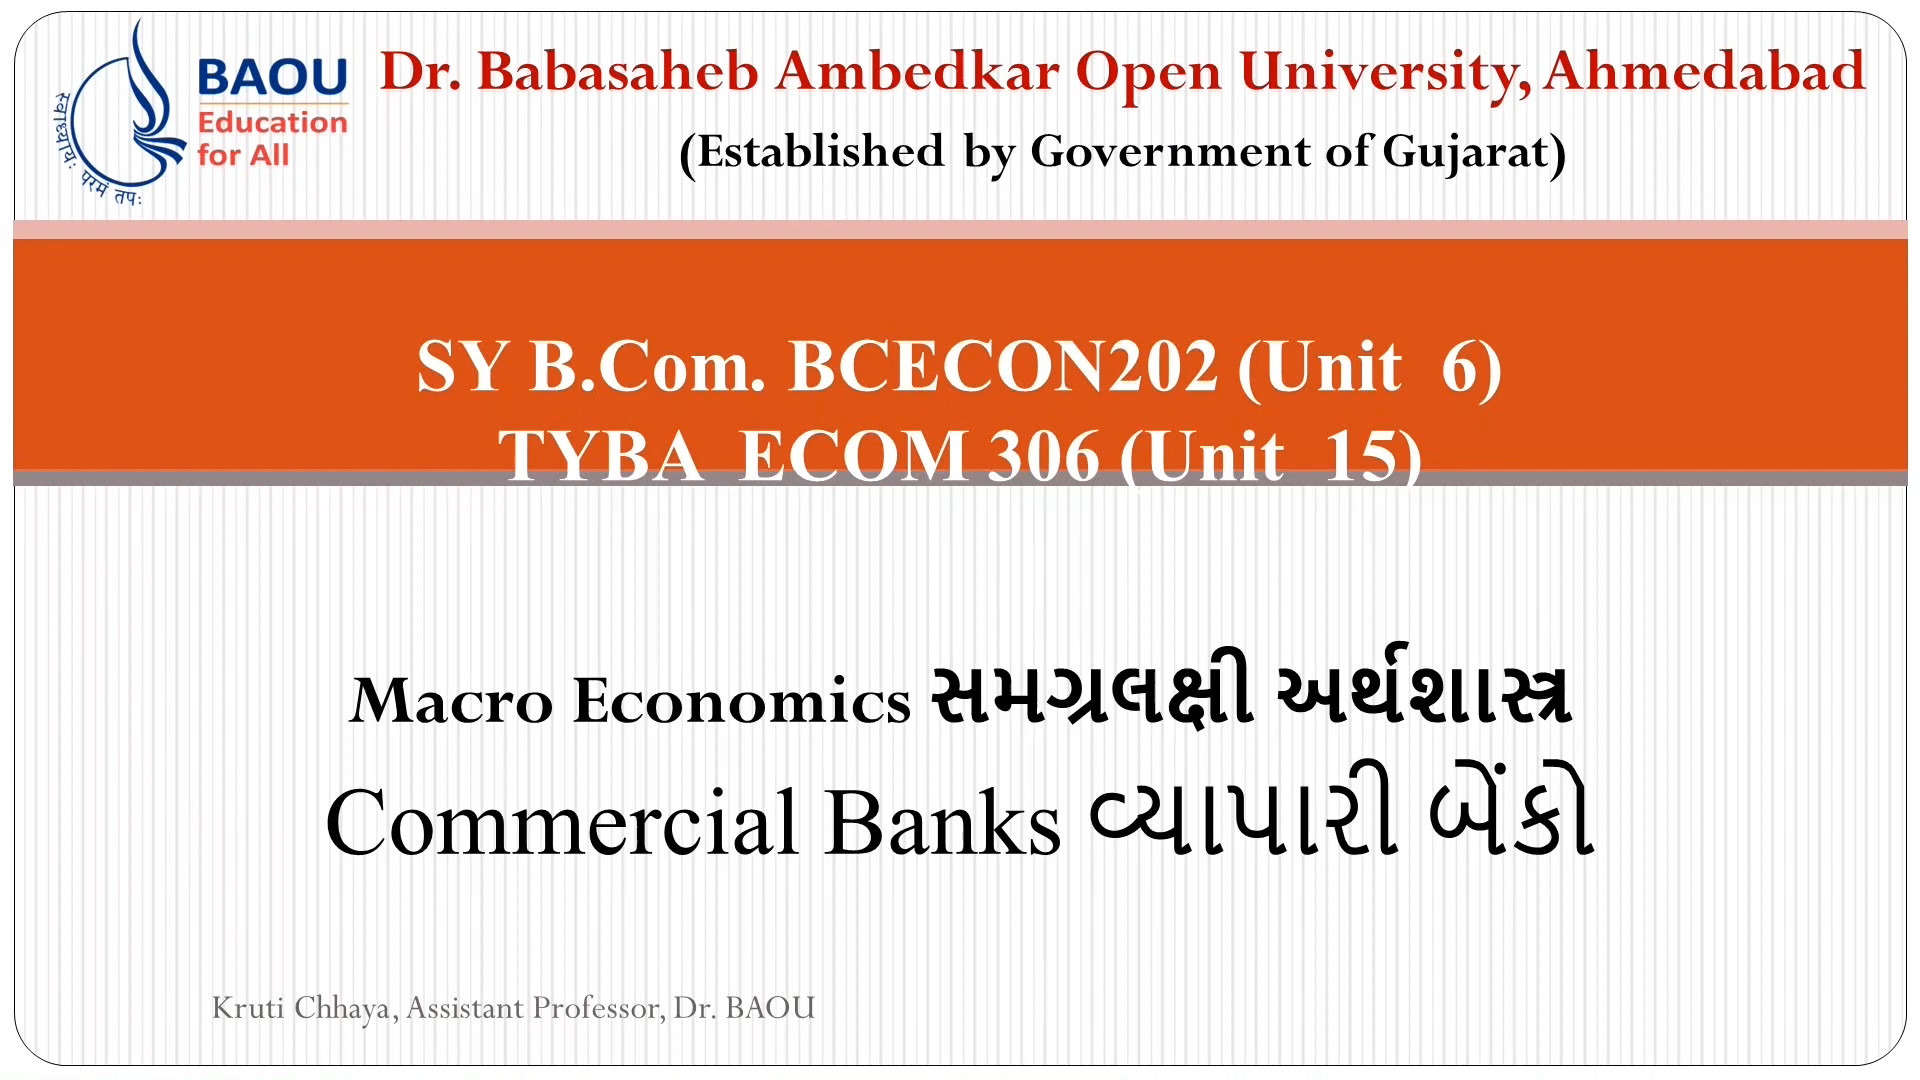 स्वाध्यायः परमं तपः
BAOU
Education
for All
Dr. Babasaheb Ambedkar Open University, Ahmedabad
(Established by Government of Gujarat)
SY B.Com. BCECON202 (Unit 6)
TYBA ECOM 306 (Unit 15)
Macro Economics સમગ્રલક્ષી અર્થશાસ્ત્ર
Commercial Banks વ્યાપારી બેંકો
Kruti Chhaya, Assistant Professor, Dr. BAOU